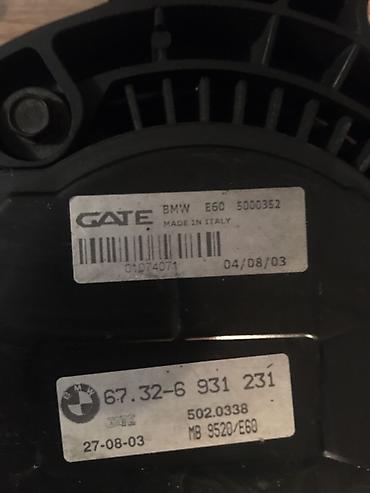 GATE BMW E60 5000352
MADE IN ITALY
01074071 04/08/03
BMW 67.32-6 931 231
502.0338
27-08-03 MB 9520/E60